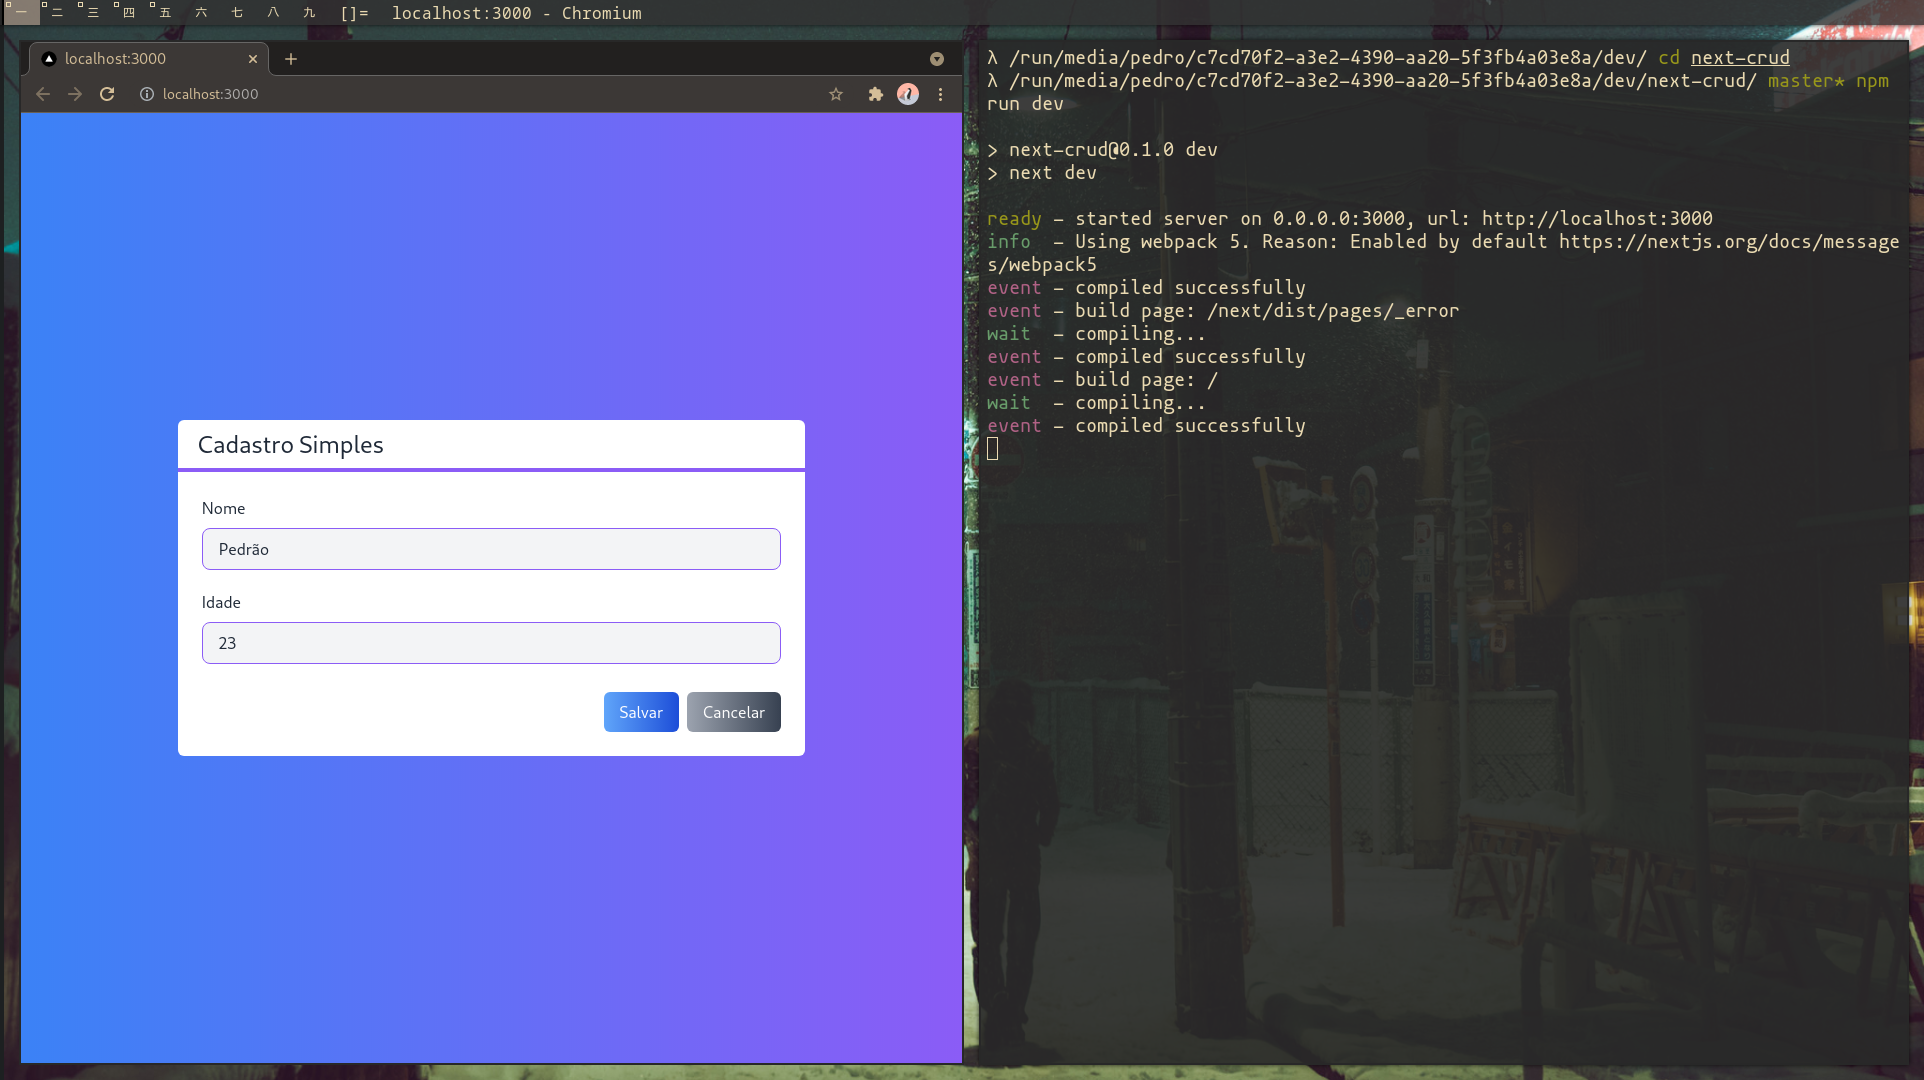 一 二 三 四 五 六 七 八 九 []= localhost:3000 - Chromium
localhost:3000
localhost:3000
Cadastro Simples
Nome
Pedrão
Idade
23
Salvar Cancelar
λ /run/media/pedro/c7cd70f2-a3e2-4390-aa20-5f3fb4a03e8a/dev/ cd next-crud
λ /run/media/pedro/c7cd70f2-a3e2-4390-aa20-5f3fb4a03e8a/dev/next-crud/ master* npm
run dev
> next-crud@0.1.0 dev
> next dev
ready - started server on 0.0.0.0:3000, url: http://localhost:3000
info  - Using webpack 5. Reason: Enabled by default https://nextjs.org/docs/message
s/webpack5
event - compiled successfully
event - build page: /next/dist/pages/_error
wait  - compiling...
event - compiled successfully
event - build page: /
wait  - compiling...
event - compiled successfully